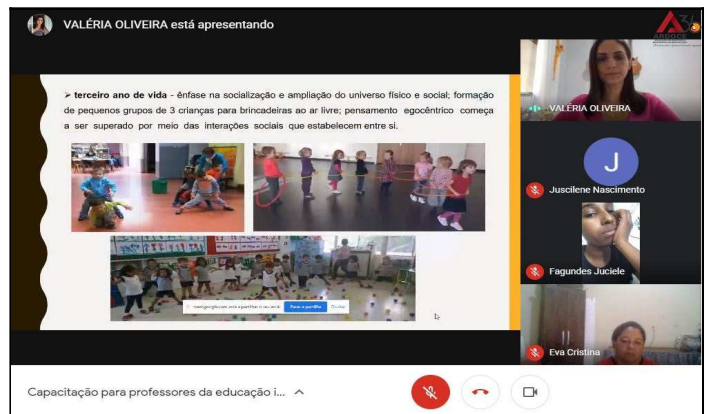 VALÉRIA OLIVEIRA está apresentando
ARDOCE
➤ terceiro ano de vida - ênfase na socialização e ampliação do universo físico e social; formação
de pequenos grupos de 3 crianças para brincadeiras ao ar livre; pensamento egocêntrico começa
a ser superado por meio das interações sociais que estabelecem entre si.
VALÉRIA OLIVEIRA
J
Juscilene Nascimento
Fagundes Juciele
Eva Cristina
Capacitação para professores da educação i...